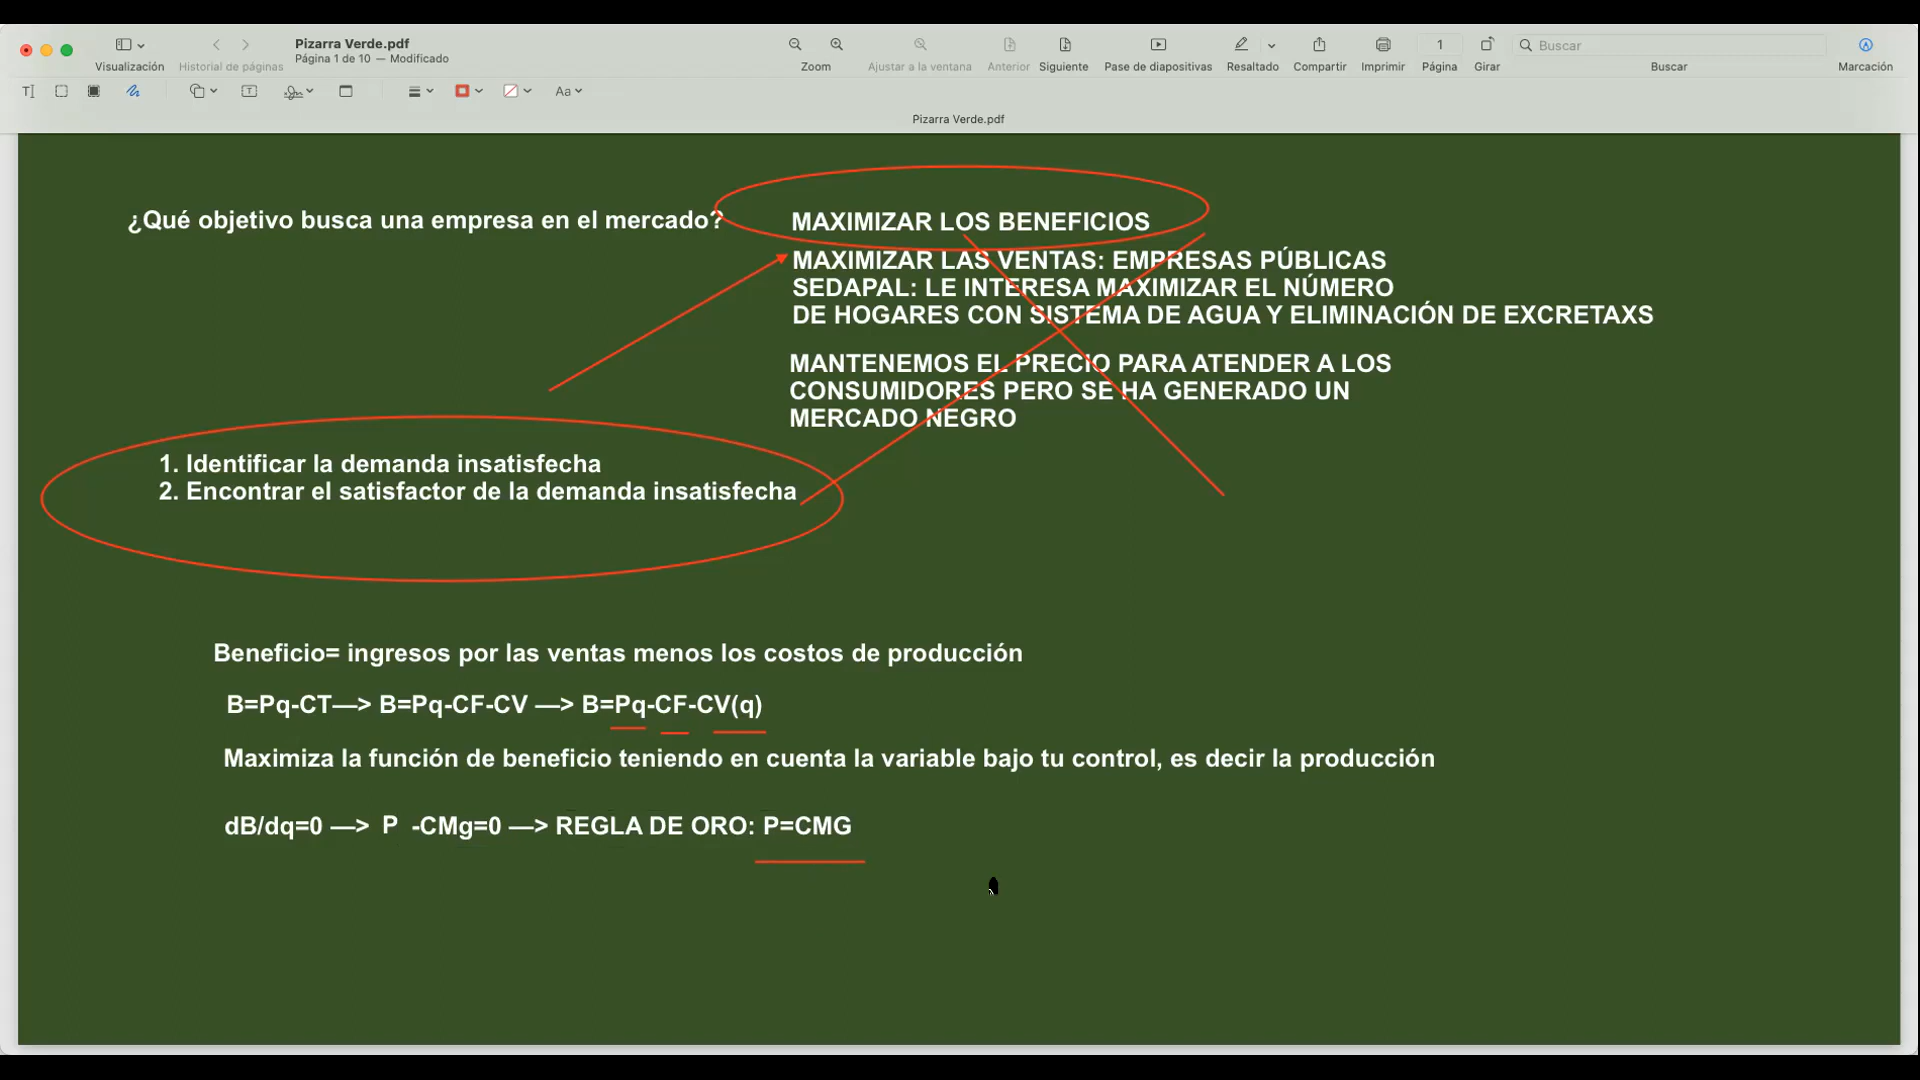 Pizarra Verde.pdf
Página 1 de 10 — Modificado
Visualización
Historial de páginas
Zoom
Ajustar a la ventana
Anterior
Siguiente
Pase de diapositivas
Resaltado
Compartir
Imprimir
1
Página
Girar
Buscar
Buscar
Marcación
Aa
Pizarra Verde.pdf
¿Qué objetivo busca una empresa en el mercado?
MAXIMIZAR LOS BENEFICIOS
MAXIMIZAR LAS VENTAS: EMPRESAS PÚBLICAS
SEDAPAL: LE INTERESA MAXIMIZAR EL NÚMERO
DE HOGARES CON SISTEMA DE AGUA Y ELIMINACIÓN DE EXCRETAXS
MANTENEMOS EL PRECIO PARA ATENDER A LOS
CONSUMIDORES PERO SE HA GENERADO UN
MERCADO NEGRO
1. Identificar la demanda insatisfecha
2. Encontrar el satisfactor de la demanda insatisfecha
Beneficio= ingresos por las ventas menos los costos de producción
B=Pq-CT—> B=Pq-CF-CV —> B=Pq-CF-CV(q)
Maximiza la función de beneficio teniendo en cuenta la variable bajo tu control, es decir la producción
dB/dq=0 —> P -CMg=0 —> REGLA DE ORO: P=CMG